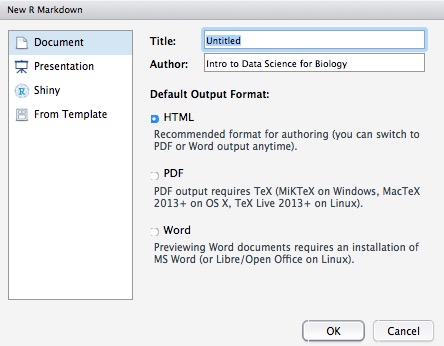 New R Markdown
Document
Presentation
Shiny
From Template
Title:
Untitled
Author:
Intro to Data Science for Biology
Default Output Format:
HTML
Recommended format for authoring (you can switch to
PDF or Word output anytime).
PDF
PDF output requires TeX (MiKTeX on Windows, MacTeX
2013+ on OS X, TeX Live 2013+ on Linux).
Word
Previewing Word documents requires an installation of
MS Word (or Libre/Open Office on Linux).
OK
Cancel